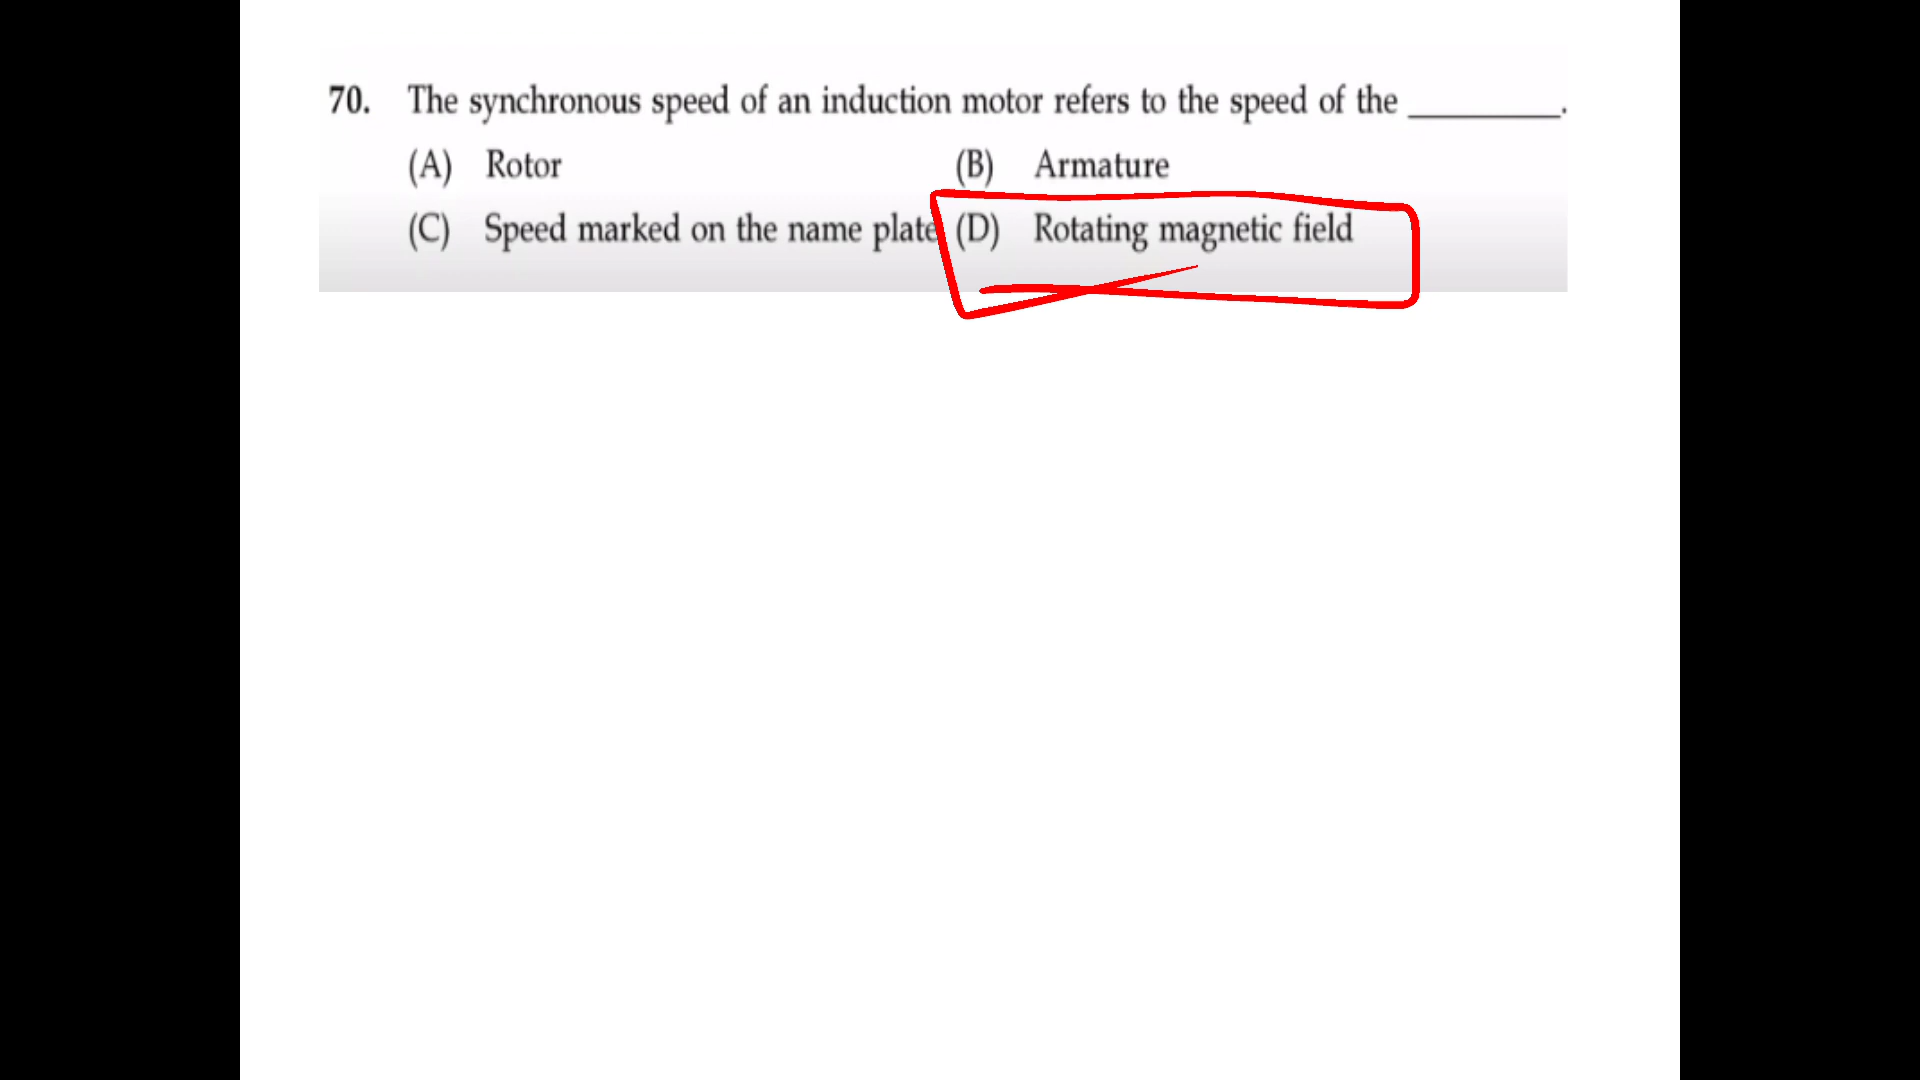 70. The synchronous speed of an induction motor refers to the speed of the ________.
(A) Rotor (B) Armature
(C) Speed marked on the name plate (D) Rotating magnetic field